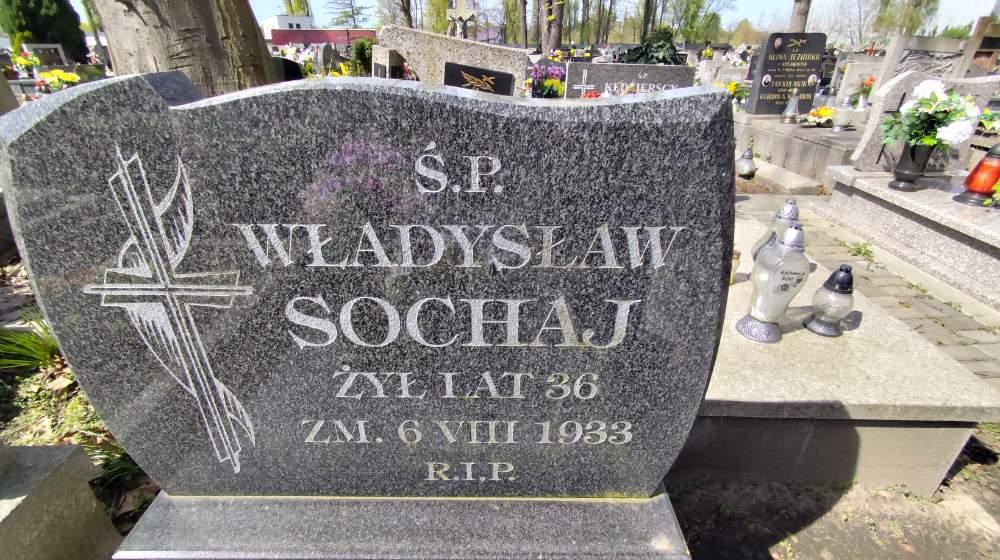 Ś.P.
WŁADYSŁAW
SOCHAJ
ŻYŁ LAT 36
ZM. 6 VIII 1933
R.I.P.
Ś.P.